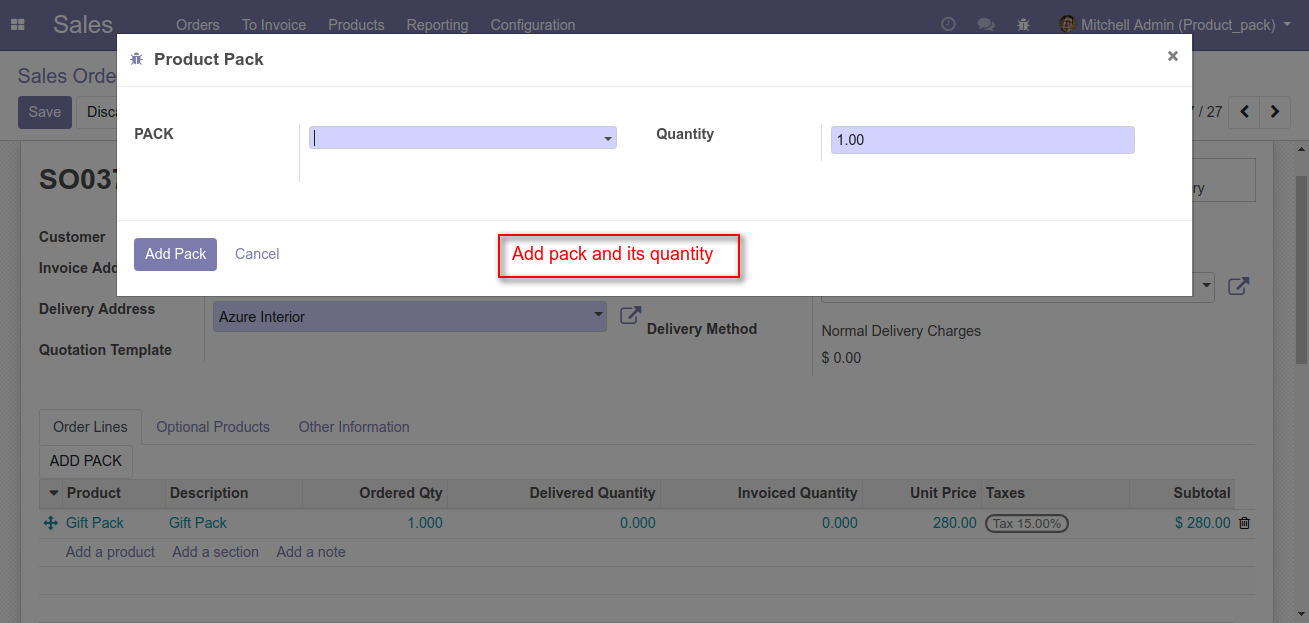 Sales Orders To Invoice Products Reporting Configuration Mitchell Admin (Product_pack)
Sales Orde
Product Pack ×
Save Disca / 27
PACK Quantity 1.00
SO037
ry
Customer
Add Pack Cancel Add pack and its quantity
Invoice Add
Delivery Address Azure Interior
Delivery Method Normal Delivery Charges
Quotation Template $ 0.00
Order Lines Optional Products Other Information
ADD PACK
Product Description Ordered Qty Delivered Quantity Invoiced Quantity Unit Price Taxes Subtotal
Gift Pack Gift Pack 1.000 0.000 0.000 280.00 Tax 15.00% $ 280.00
Add a product Add a section Add a note